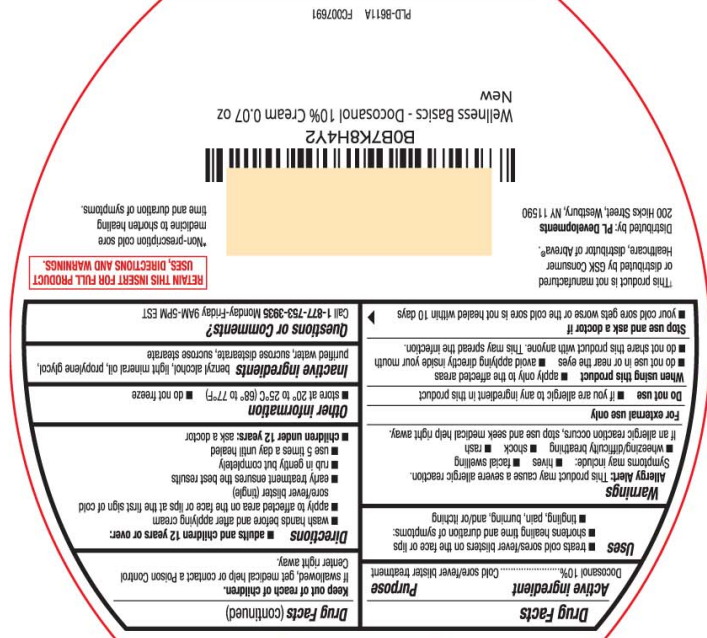 Drug Facts
Active ingredient Purpose
Docosanol 10%....................Cold sore/fever blister treatment
Uses ■ treats cold sores/fever blisters on the face or lips
■ shortens healing time and duration of symptoms:
■ tingling, pain, burning, and/or itching
Warnings
Allergy Alert: This product may cause a severe allergic reaction.
Symptoms may include: ■ hives ■ facial swelling
■ wheezing/difficulty breathing ■ shock ■ rash
If an allergic reaction occurs, stop use and seek medical help right away.
For external use only
Do not use ■ if you are allergic to any ingredient in this product
When using this product ■ apply only to the affected areas
■ do not use in or near the eyes ■ avoid applying directly inside your mouth
■ do not share this product with anyone. This may spread the infection.
Stop use and ask a doctor if
■ your cold sore gets worse or the cold sore is not healed within 10 days
Drug Facts (continued)
Keep out of reach of children.
If swallowed, get medical help or contact a Poison Control
Center right away.
Directions ■ adults and children 12 years or over:
■ wash hands before and after applying cream
■ apply to affected area on the face or lips at the first sign of cold
sore/fever blister (tingle)
■ early treatment ensures the best results
■ rub in gently but completely
■ use 5 times a day until healed
■ children under 12 years: ask a doctor
Other information
■ store at 20° to 25°C (68° to 77°F) ■ do not freeze
Inactive ingredients benzyl alcohol, light mineral oil, propylene glycol,
purified water, sucrose distearate, sucrose stearate
Questions or Comments?
Call 1-877-753-3935 Monday-Friday 9AM-5PM EST
†This product is not manufactured
or distributed by GSK Consumer
Healthcare, distributor of Abreva®.
Distributed by: PL Developments
200 Hicks Street, Westbury, NY 11590
RETAIN THIS INSERT FOR FULL PRODUCT
USES, DIRECTIONS AND WARNINGS.
*Non-prescription cold sore
medicine to shorten healing
time and duration of symptoms.
B0B7K8H4Y2
Wellness Basics - Docosanol 10% Cream 0.07 oz
New
PLD-B611A FC007691